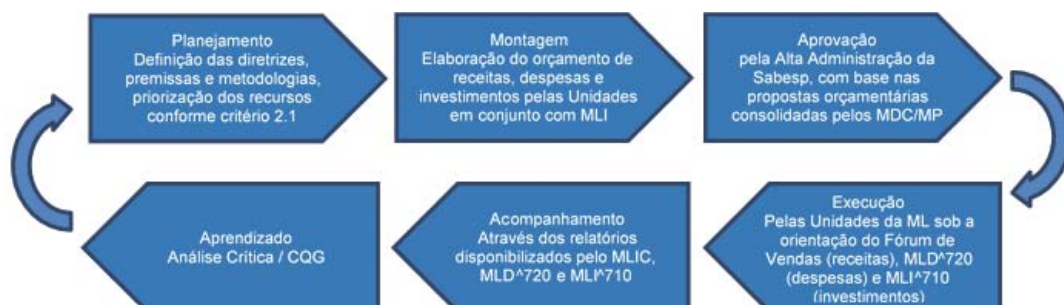 Planejamento
Definição das diretrizes,
premissas e metodologias,
priorização dos recursos
conforme critério 2.1
Montagem
Elaboração do orçamento de
receitas, despesas e
investimentos pelas Unidades
em conjunto com MLI
Aprovação
pela Alta Administração da
Sabesp, com base nas
propostas orçamentárias
consolidadas pelos MDC/MP
Execução
Pelas Unidades da ML sob a
orientação do Fórum de
Vendas (receitas), MLD^720
(despesas) e MLI^710
(investimentos)
Acompanhamento
Através dos relatórios
disponibilizados pelo MLIC,
MLD^720 e MLI^710
Aprendizado
Análise Crítica / CQG